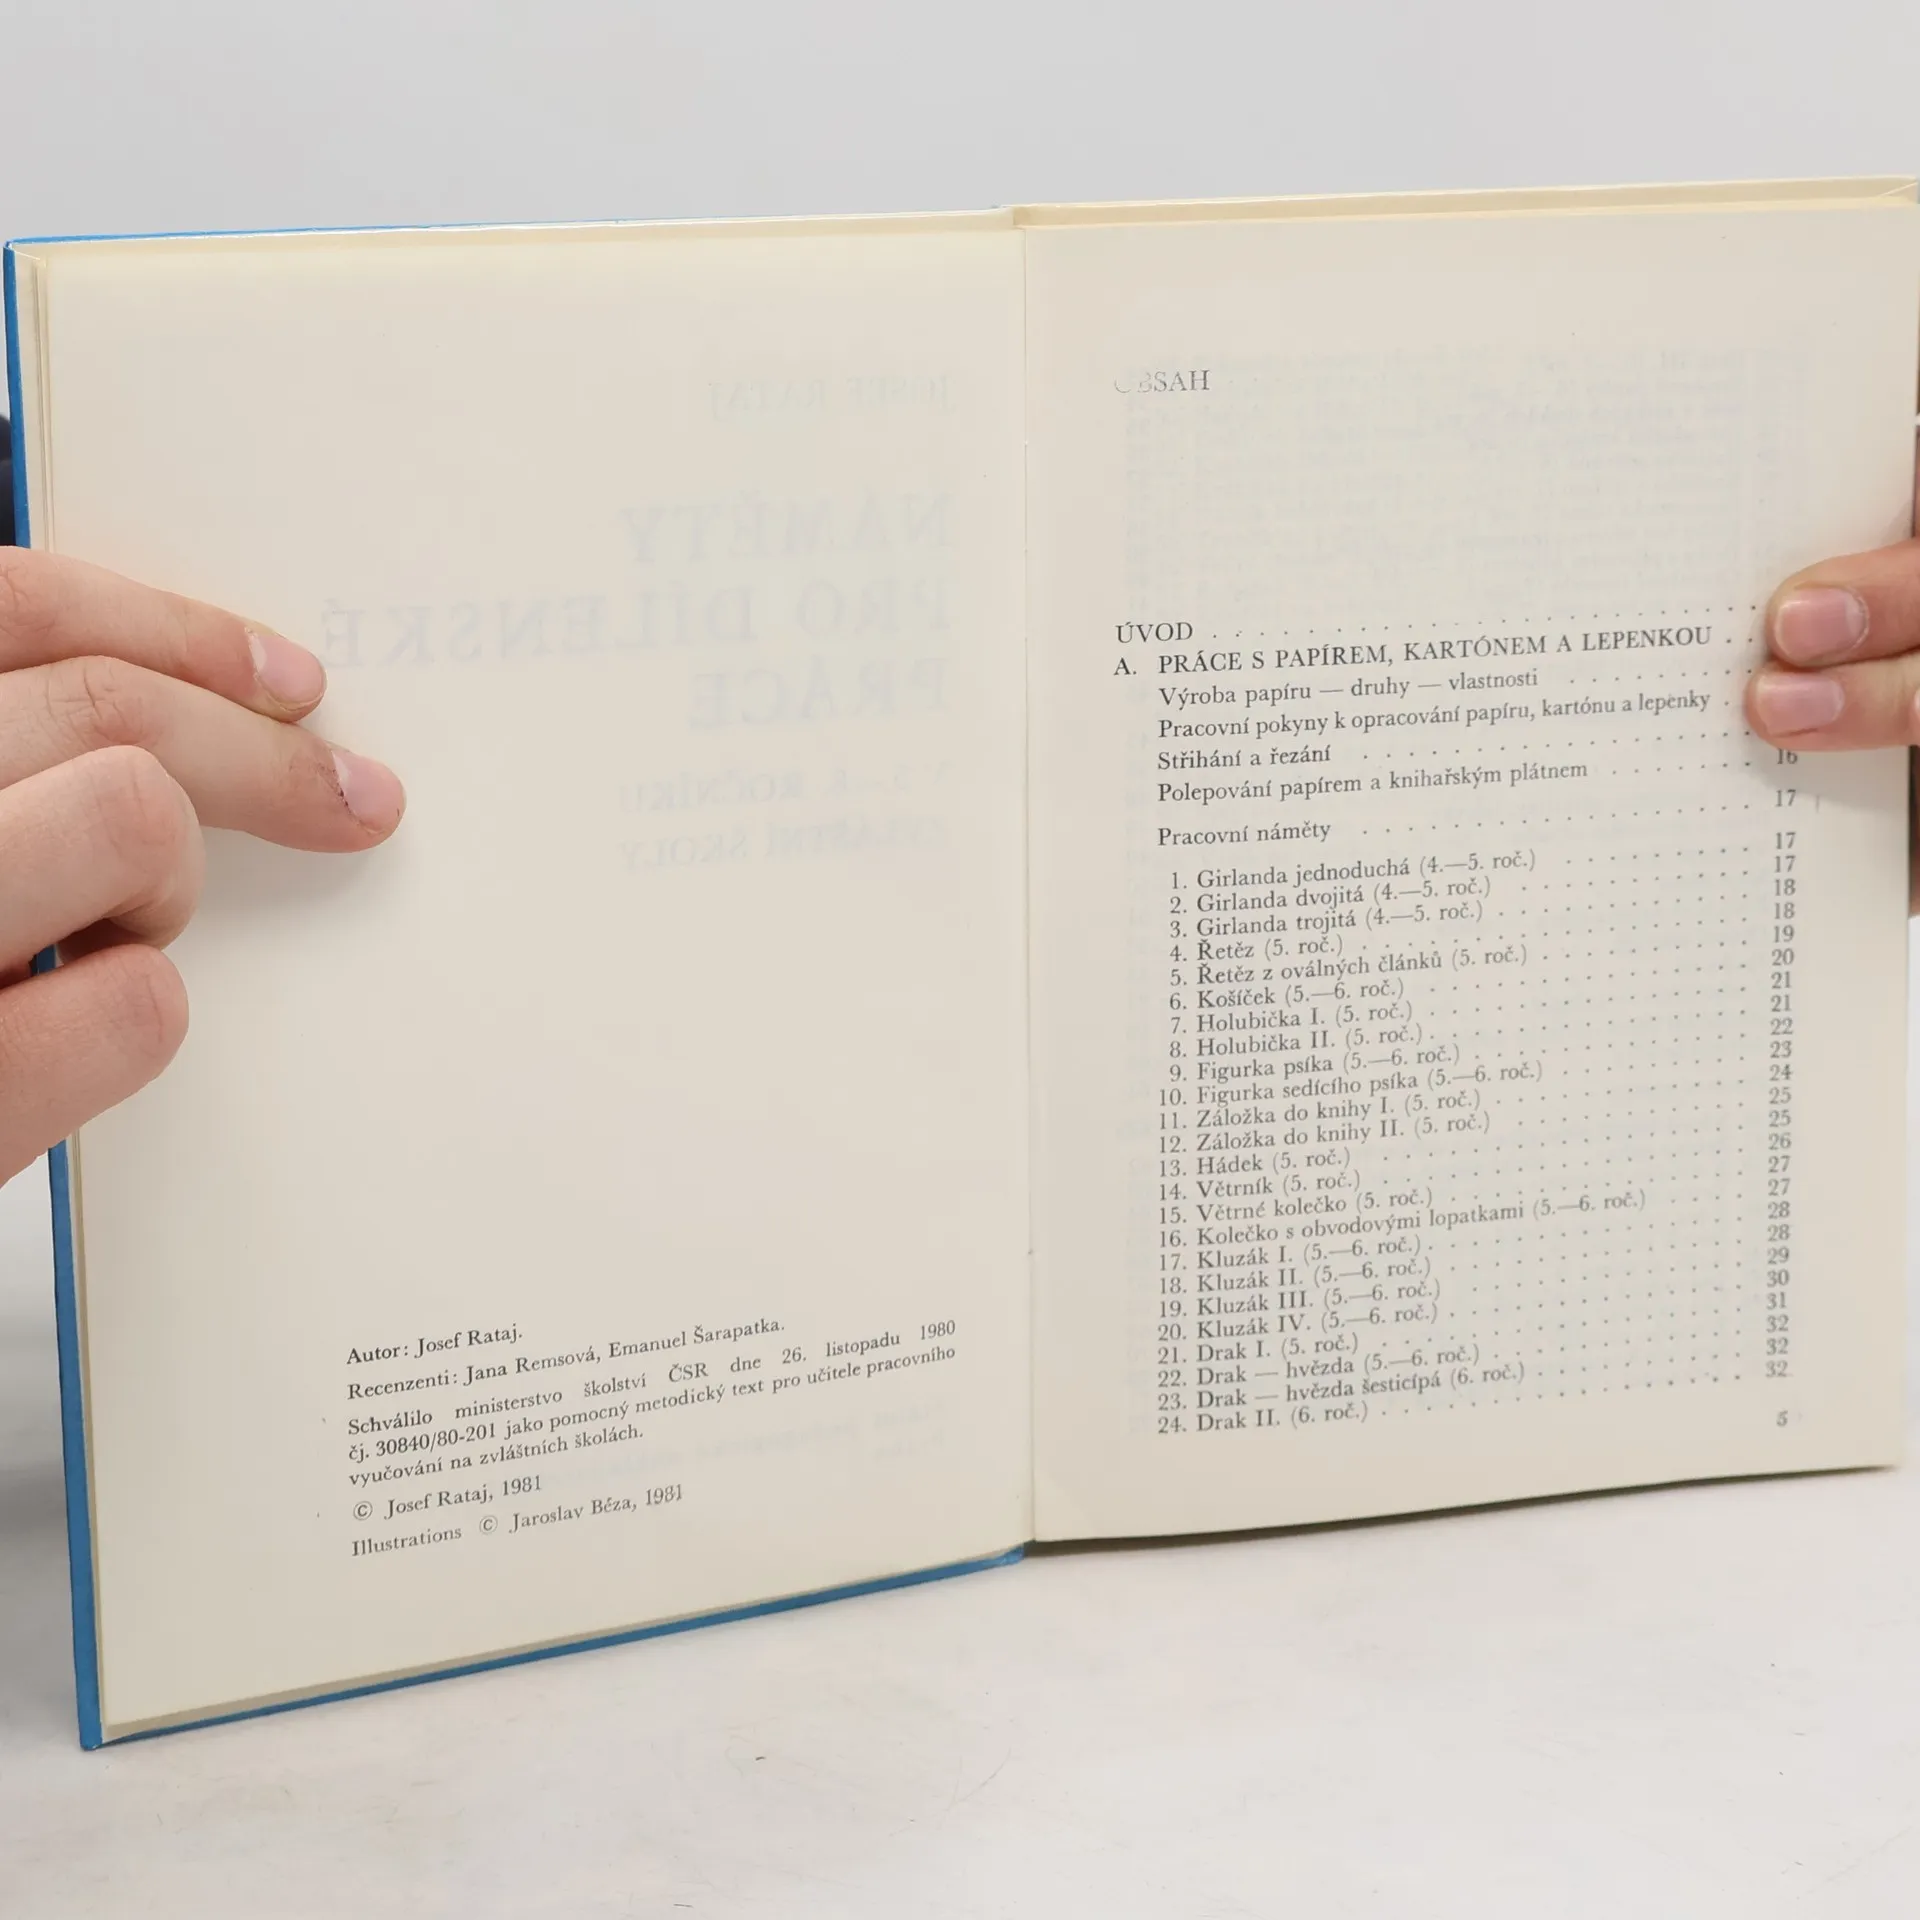 Autor: Josef Rataj.
Recenzenti: Jana Remsová, Emanuel Šarapatka.
Schválilo ministerstvo školství ČSR dne 26. listopadu 1980
čj. 30840/80-201 jako pomocný metodický text pro učitele pracovního
vyučování na zvláštních školách.
© Josef Rataj, 1981
Illustrations © Jaroslav Béza, 1981
OBSAH
ÚVOD . . . . . . . . . . . . . . . . . . . .
A. PRÁCE S PAPÍREM, KARTÓNEM A LEPENKOU . .
Výroba papíru — druhy — vlastnosti . . . . . . . .
Pracovní pokyny k opracování papíru, kartónu a lepenky .
Střihání a řezání . . . . . . . . . . . . . . .
Polepování papírem a knihařským plátnem . . . . . . . 16
Pracovní náměty . . . . . . . . . . . . . . . 17
1. Girlanda jednoduchá (4.—5. roč.) . . . . . . . . 17
2. Girlanda dvojitá (4.—5. roč.) . . . . . . . . . 17
3. Girlanda trojitá (4.—5. roč.) . . . . . . . . . 18
4. Řetěz (5. roč.) . . . . . . . . . . . . . . 18
5. Řetěz z oválných článků (5. roč.) . . . . . . . . 19
6. Košíček (5.—6. roč.) . . . . . . . . . . . . 20
7. Holubička I. (5. roč.) . . . . . . . . . . . . 21
8. Holubička II. (5. roč.) . . . . . . . . . . . . 21
9. Figurka psíka (5.—6. roč.) . . . . . . . . . . 22
10. Figurka sedícího psíka (5.—6. roč.) . . . . . . . 23
11. Záložka do knihy I. (5. roč.) . . . . . . . . . 24
12. Záložka do knihy II. (5. roč.) . . . . . . . . . 25
13. Hádek (5. roč.) . . . . . . . . . . . . . . 25
14. Větrník (5. roč.) . . . . . . . . . . . . . . 26
15. Větrné kolečko (5. roč.) . . . . . . . . . . . 27
16. Kolečko s obvodovými lopatkami (5.—6. roč.) . . . . 27
17. Kluzák I. (5.—6. roč.) . . . . . . . . . . . . 28
18. Kluzák II. (5.—6. roč.) . . . . . . . . . . . 28
19. Kluzák III. (5.—6. roč.) . . . . . . . . . . . 29
20. Kluzák IV. (5.—6. roč.) . . . . . . . . . . . 30
21. Drak I. (5. roč.) . . . . . . . . . . . . . . 31
22. Drak — hvězda (5.—6. roč.) . . . . . . . . . . 32
23. Drak — hvězda šesticípá (6. roč.) . . . . . . . . 32
24. Drak II. (6. roč.) . . . . . . . . . . . . . . 32
5